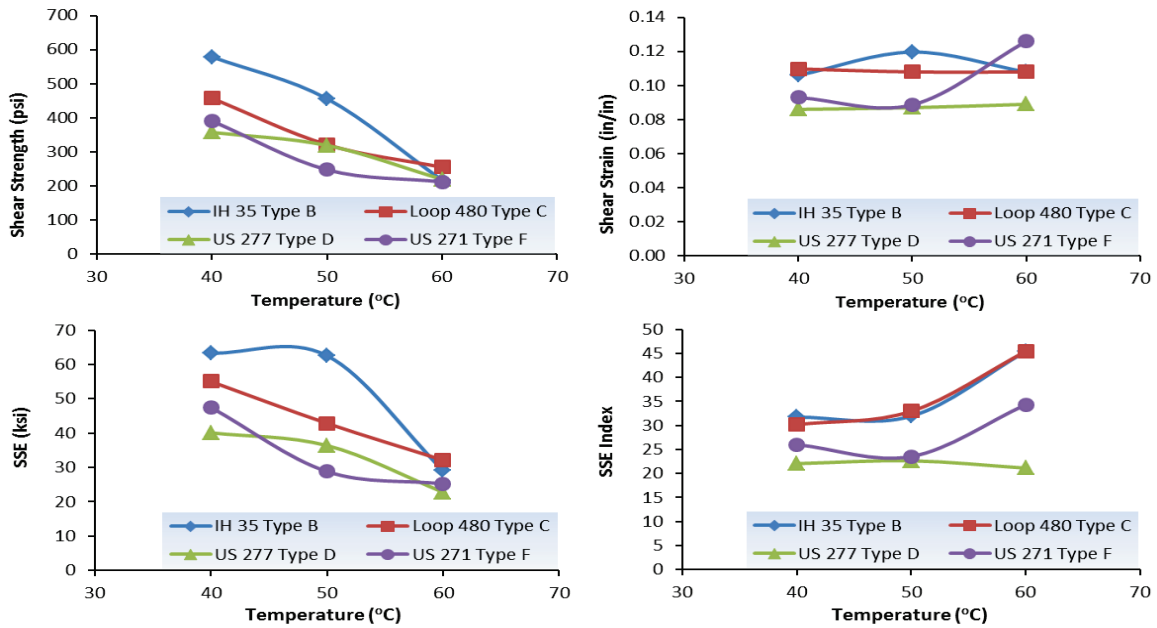 700
600
500
400
300
200
100
0
Shear Strength (psi)
IH 35 Type B
Loop 480 Type C
US 277 Type D
US 271 Type F
30 40 50 60 70
Temperature (°C)
0.14
0.12
0.10
0.08
0.06
0.04
0.02
0.00
Shear Strain (in/in)
IH 35 Type B
Loop 480 Type C
US 277 Type D
US 271 Type F
30 40 50 60 70
Temperature (°C)
70
60
50
40
30
20
10
0
SSE (ksi)
IH 35 Type B
Loop 480 Type C
US 277 Type D
US 271 Type F
30 40 50 60 70
Temperature (°C)
50
45
40
35
30
25
20
15
10
5
0
SSE Index
IH 35 Type B
Loop 480 Type C
US 277 Type D
US 271 Type F
30 40 50 60 70
Temperature (°C)